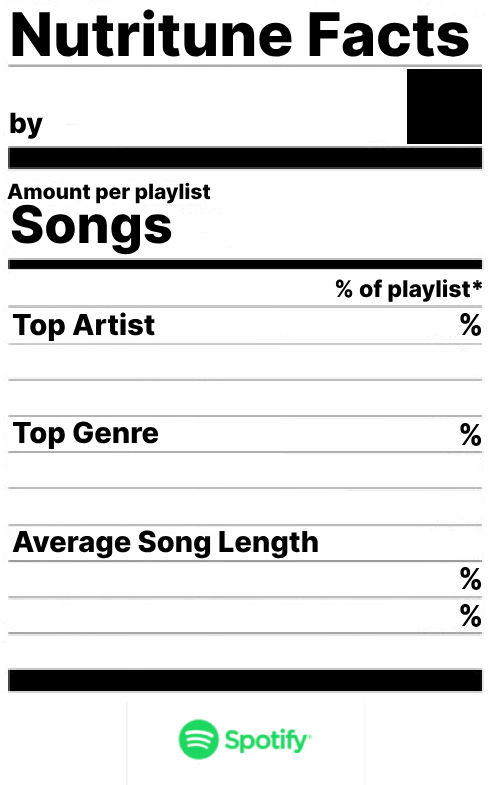 Nutritune Facts
by
Amount per playlist
Songs
% of playlist*
Top Artist %
Top Genre %
Average Song Length
%
%
Spotify®